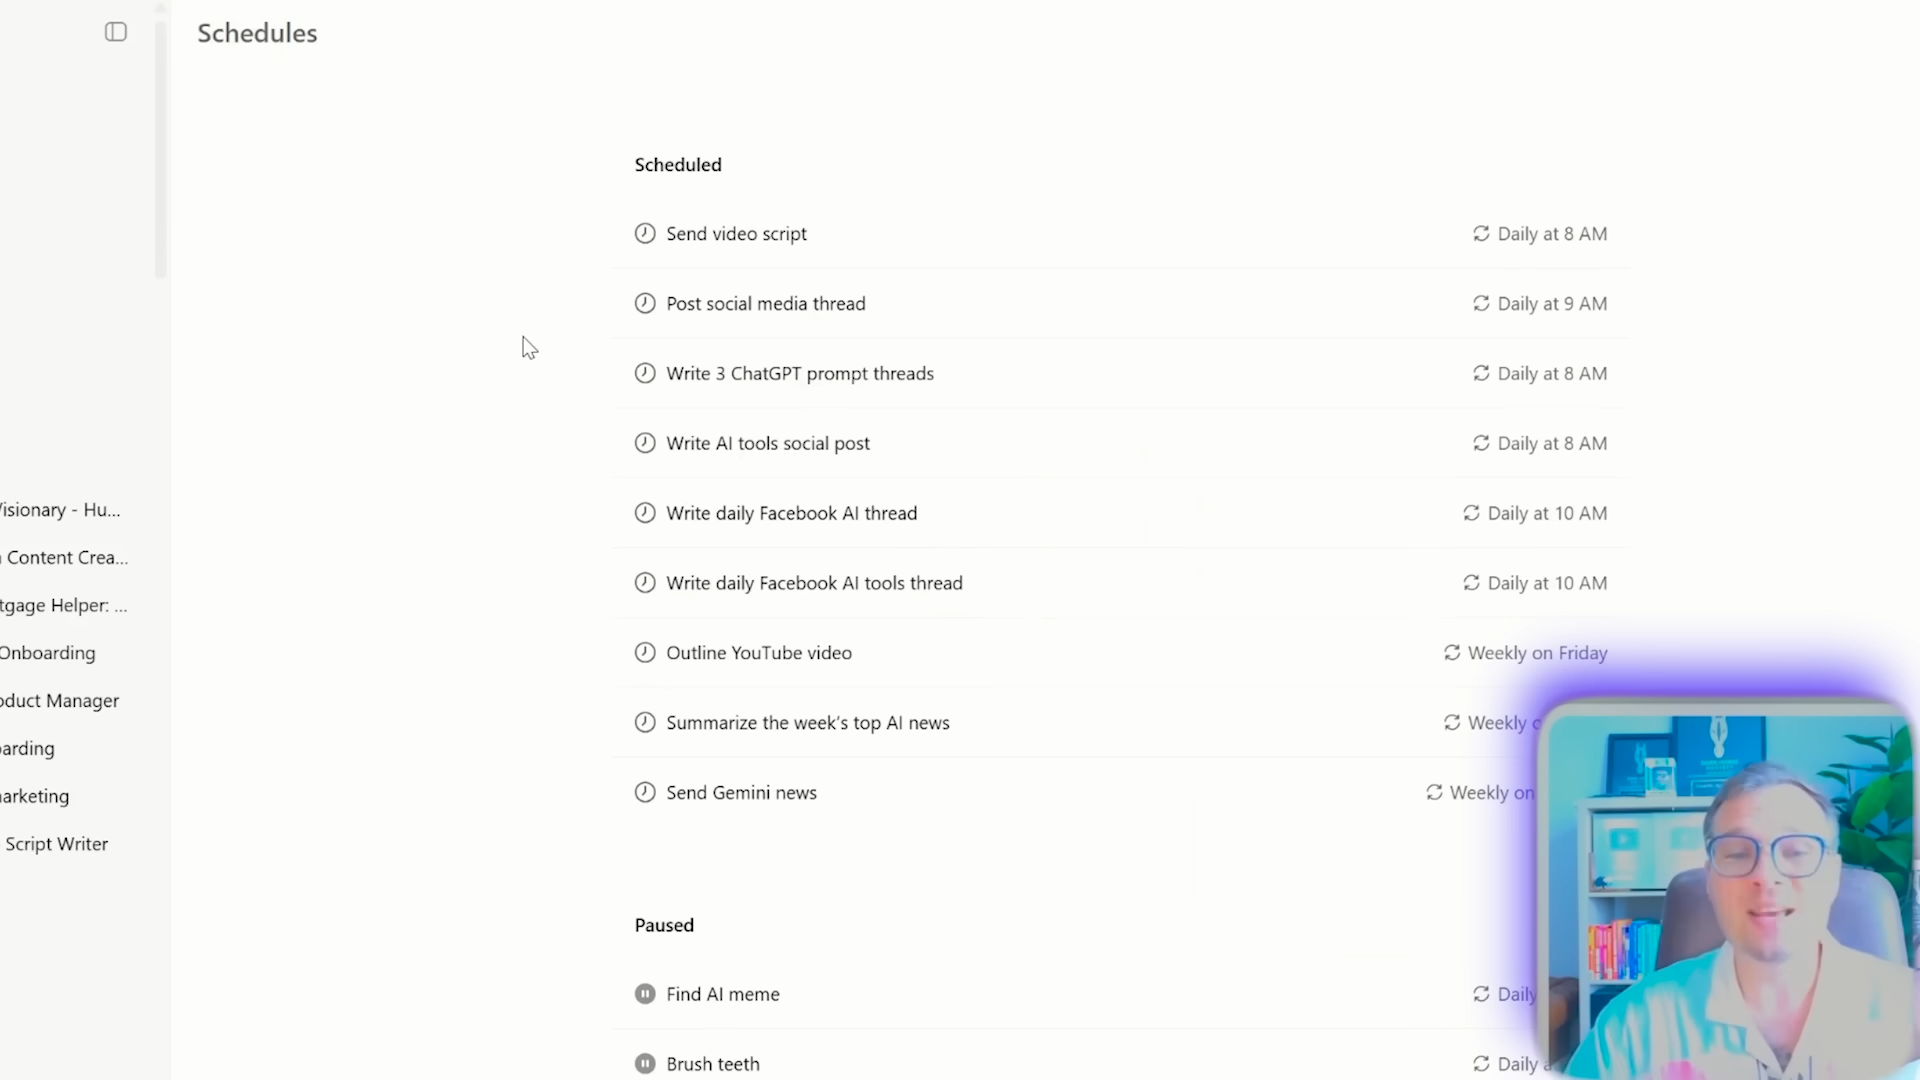 Schedules
Scheduled
Send video script Daily at 8 AM
Post social media thread Daily at 9 AM
Write 3 ChatGPT prompt threads Daily at 8 AM
Write AI tools social post Daily at 8 AM
Write daily Facebook AI thread Daily at 10 AM
Write daily Facebook AI tools thread Daily at 10 AM
Outline YouTube video Weekly on Friday
Summarize the week's top AI news Weekly
Send Gemini news Weekly on
Paused
Find AI meme Daily
Brush teeth Daily
isionary - Hu...
Content Crea...
tgage Helper: ...
Onboarding
oduct Manager
arding
arketing
Script Writer